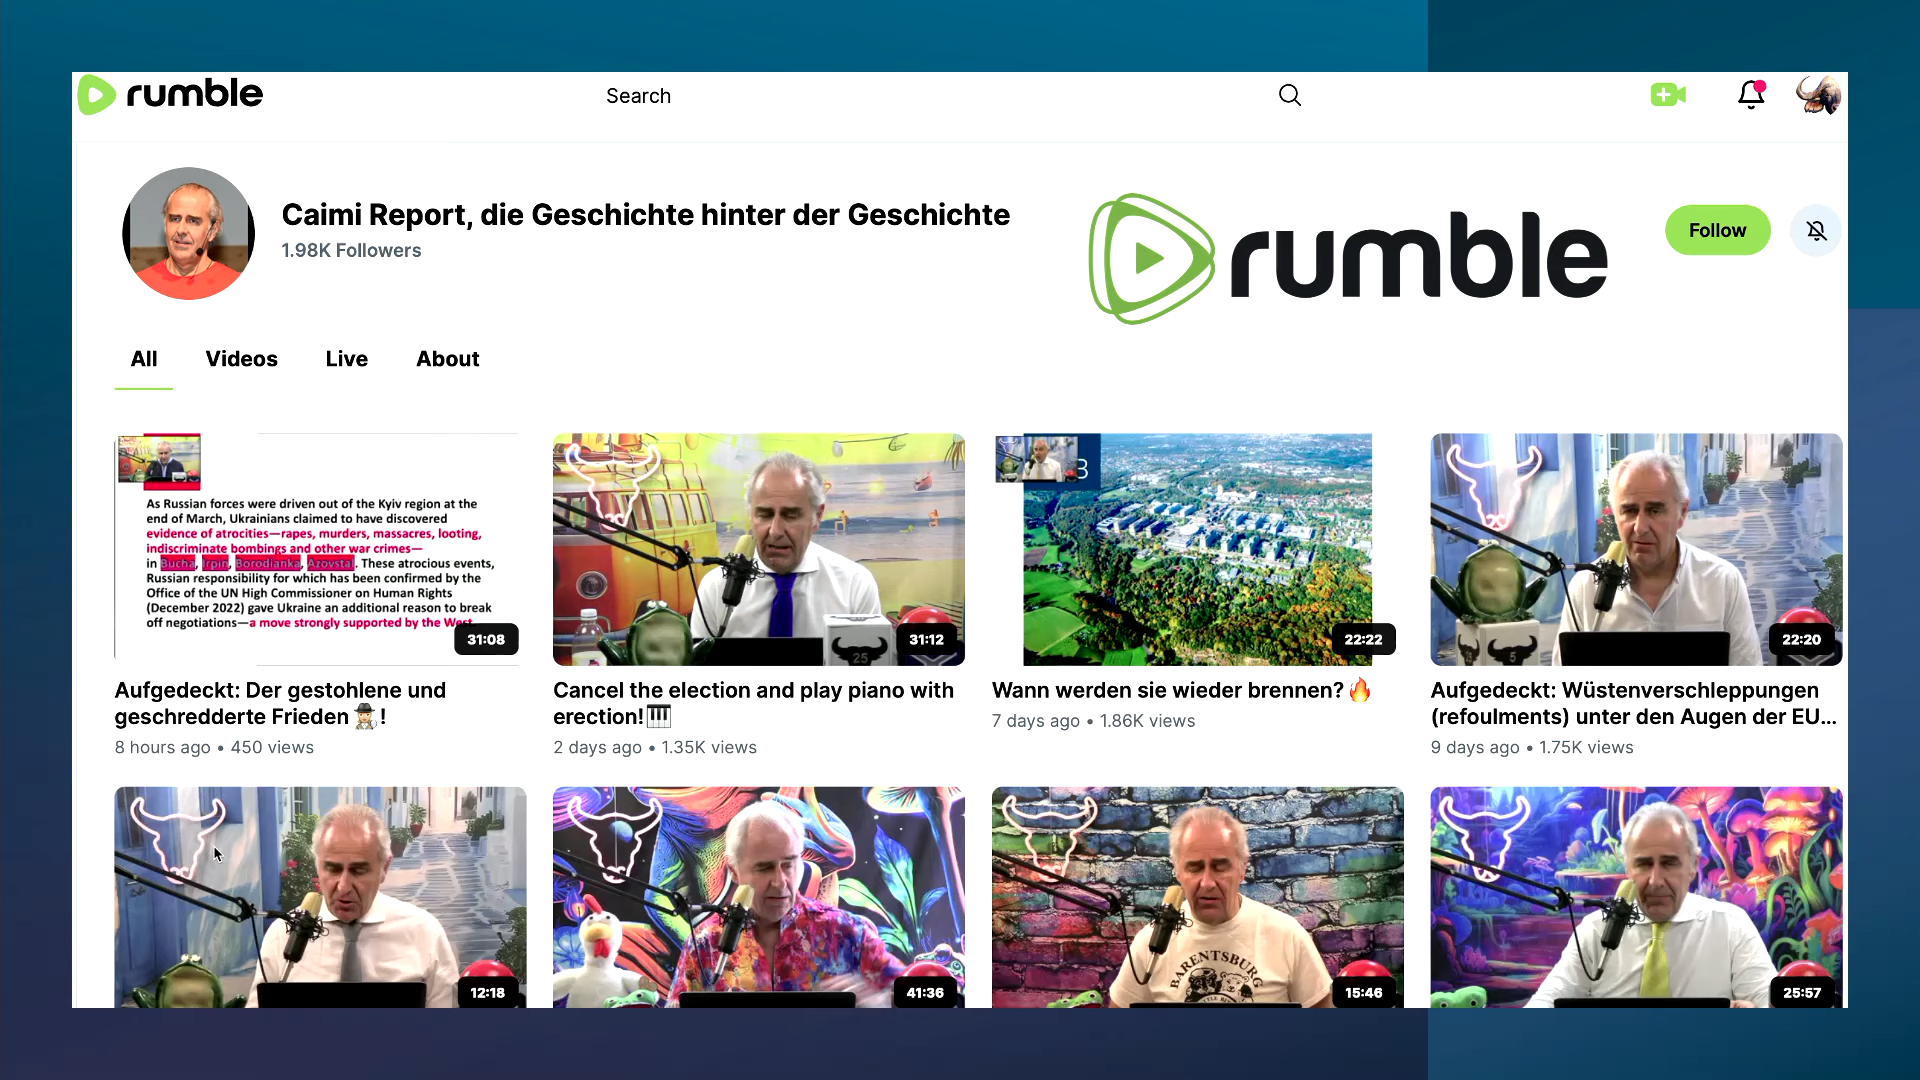 rumble
Search
Caimi Report, die Geschichte hinter der Geschichte
1.98K Followers
rumble
Follow
All Videos Live About
As Russian forces were driven out of the Kyiv region at the
end of March, Ukrainians claimed to have discovered
evidence of atrocities—rapes, murders, massacres, looting,
indiscriminate bombings and other war crimes—
in Bucha, Irpin, Borodianka, Azovstal. These atrocious events,
Russian responsibility for which has been confirmed by the
Office of the UN High Commissioner on Human Rights
(December 2022) gave Ukraine an additional reason to break
off negotiations—a move strongly supported by the West.
31:08
25
31:12
3
22:22
5
22:20
Aufgedeckt: Der gestohlene und
geschredderte Frieden🕵🏼‍♂️!
8 hours ago • 450 views
Cancel the election and play piano with
erection!🎹
2 days ago • 1.35K views
Wann werden sie wieder brennen?🔥
7 days ago • 1.86K views
Aufgedeckt: Wüstenverschleppungen
(refoulments) unter den Augen der EU...
9 days ago • 1.75K views
12:18
41:36
BARENTSBURG
15:46
25:57